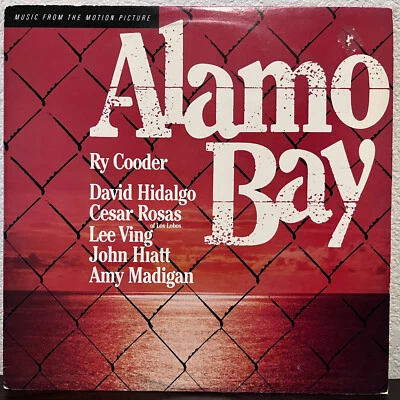 MUSIC FROM THE MOTION PICTURE
Alamo
Bay
Ry Cooder
David Hidalgo
Cesar Rosas
of Los Lobos
Lee Ving
John Hiatt
Amy Madigan